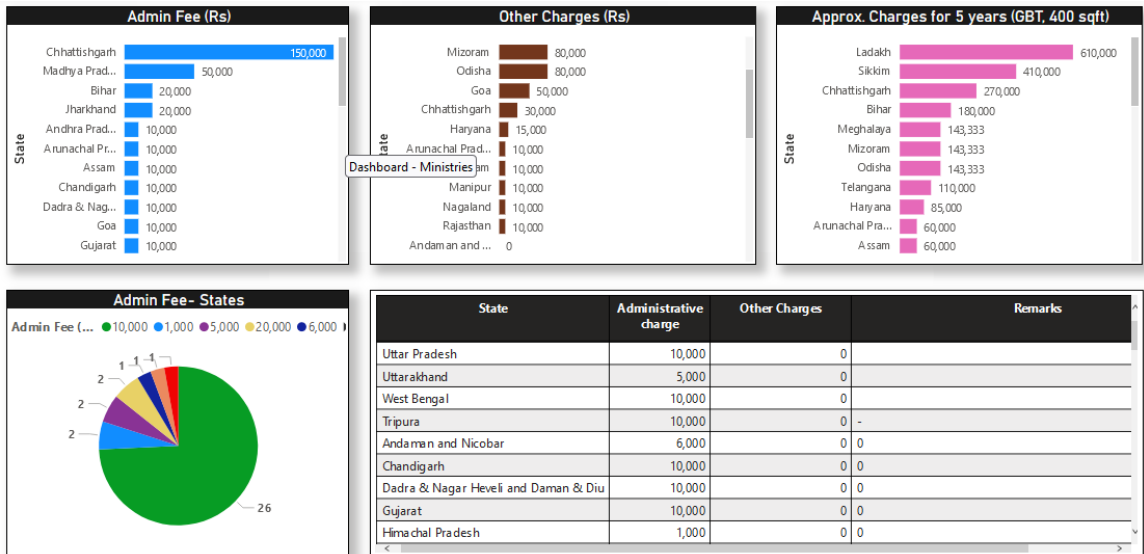 Admin Fee (Rs)
State
Chhattishgarh 150,000
Madhya Prad... 50,000
Bihar 20,000
Jharkhand 20,000
Andhra Prad... 10,000
Arunachal Pr... 10,000
Assam 10,000
Chandigarh 10,000
Dadra & Nag... 10,000
Goa 10,000
Gujarat 10,000
Other Charges (Rs)
Mizoram 80,000
Odisha 80,000
Goa 50,000
Chhattishgarh 30,000
Haryana 15,000
Arunachal Prad... 10,000
Dashboard - Ministries
10,000
Manipur 10,000
Nagaland 10,000
Rajasthan 10,000
Andaman and ... 0
Approx. Charges for 5 years (GBT, 400 sqft)
State
Ladakh 610,000
Sikkim 410,000
Chhattishgarh 270,000
Bihar 180,000
Meghalaya 143,333
Mizoram 143,333
Odisha 143,333
Telangana 110,000
Haryana 85,000
Arunachal Pra... 60,000
Assam 60,000
Admin Fee- States
Admin Fee (... 10,000 1,000 5,000 20,000 6,000
1 1 1
2
2
2
26
State Administrative charge Other Charges Remarks
Uttar Pradesh 10,000 0
Uttarakhand 5,000 0
West Bengal 10,000 0
Tripura 10,000 0 -
Andaman and Nicobar 6,000 0 0
Chandigarh 10,000 0 0
Dadra & Nagar Heveli and Daman & Diu 10,000 0 0
Gujarat 10,000 0 0
Himachal Pradesh 1,000 0 0